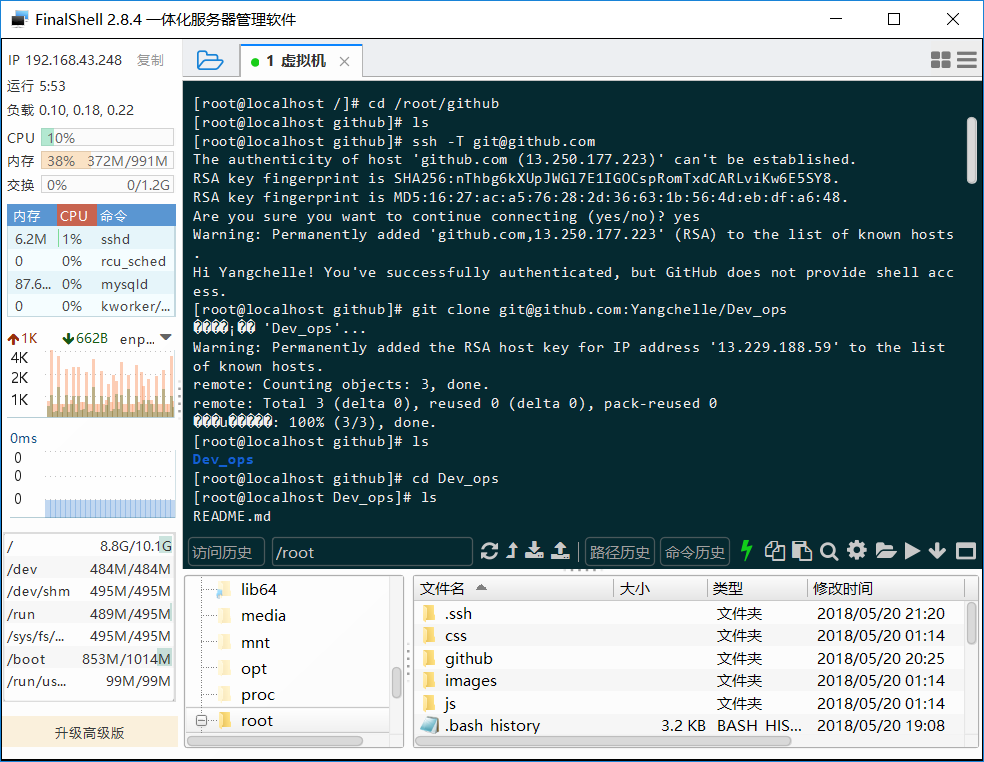 FinalShell 2.8.4 一体化服务器管理软件
IP 192.168.43.248 复制
运行 5:53
负载 0.10, 0.18, 0.22
CPU 10%
内存 38% 372M/991M
交换 0% 0/1.2G
内存 CPU 命令
6.2M 1% sshd
0 0% rcu_sched
87.6... 0% mysqld
0 0% kworker/...
1K 662B enp...
4K
2K
1K
0ms
0
0
0
/ 8.8G/10.1G
/dev 484M/484M
/dev/shm 495M/495M
/run 489M/495M
/sys/fs/... 495M/495M
/boot 853M/1014M
/run/us... 99M/99M
升级高级版
1 虚拟机
[root@localhost /]# cd /root/github
[root@localhost github]# ls
[root@localhost github]# ssh -T git@github.com
The authenticity of host 'github.com (13.250.177.223)' can't be established.
RSA key fingerprint is SHA256:nThbg6kXUpJWGl7E1IGOCspRomTxdCARLviKw6E5SY8.
RSA key fingerprint is MD5:16:27:ac:a5:76:28:2d:36:63:1b:56:4d:eb:df:a6:48.
Are you sure you want to continue connecting (yes/no)? yes
Warning: Permanently added 'github.com,13.250.177.223' (RSA) to the list of known hosts
.
Hi Yangchelle! You've successfully authenticated, but GitHub does not provide shell acc
ess.
[root@localhost github]# git clone git@github.com:Yangchelle/Dev_ops
����¡�� 'Dev_ops'...
Warning: Permanently added the RSA host key for IP address '13.229.188.59' to the list
of known hosts.
remote: Counting objects: 3, done.
remote: Total 3 (delta 0), reused 0 (delta 0), pack-reused 0
���u�����: 100% (3/3), done.
[root@localhost github]# ls
Dev_ops
[root@localhost github]# cd Dev_ops
[root@localhost Dev_ops]# ls
README.md
访问历史 /root 路径历史 命令历史
lib64
media
mnt
opt
proc
root
文件名 大小 类型 修改时间
.ssh 文件夹 2018/05/20 21:20
css 文件夹 2018/05/20 01:14
github 文件夹 2018/05/20 20:25
images 文件夹 2018/05/20 01:14
js 文件夹 2018/05/20 01:14
.bash_history 3.2 KB BASH_HIS... 2018/05/20 19:08